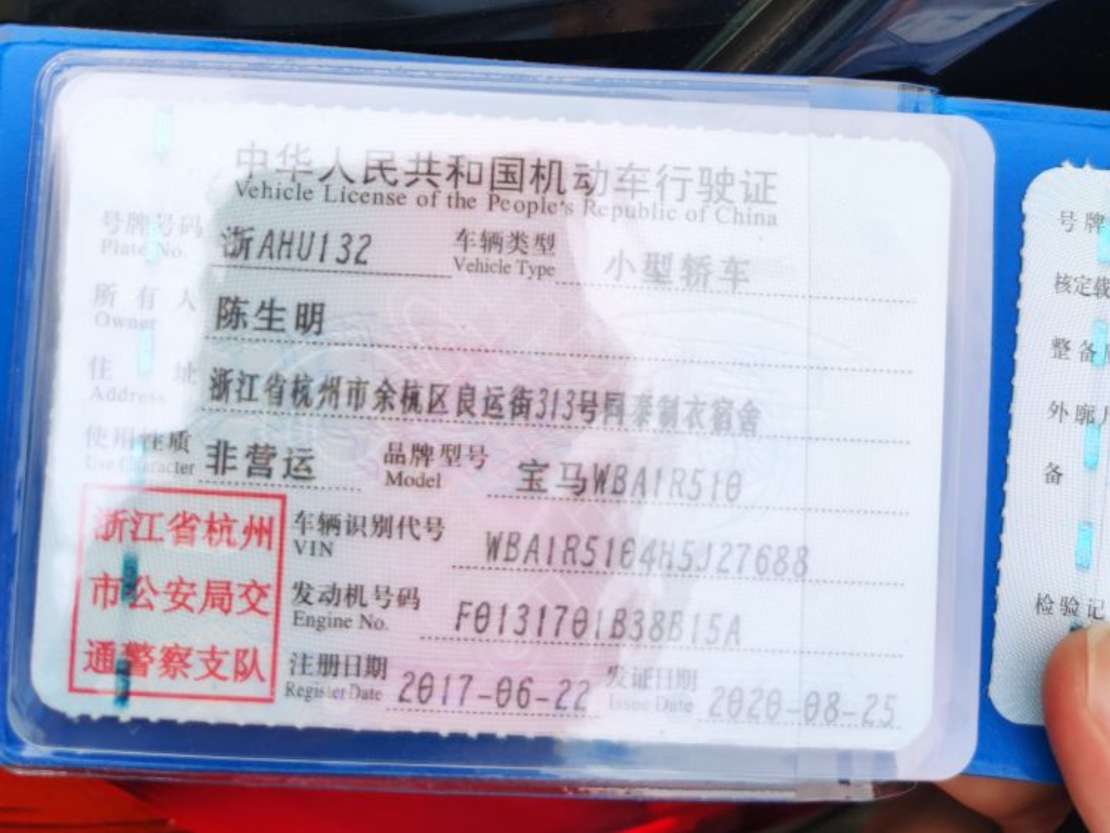 中华人民共和国机动车行驶证
Vehicle License of the People's Republic of China
号牌号码 浙AHU132 车辆类型 小型轿车
Plate No. Vehicle Type
所有人 陈生明
Owner
住址 浙江省杭州市余杭区良运街313号同泰制衣宿舍
Address
使用性质 非营运 品牌型号 宝马WBA1R510
Use Character Model
浙江省杭州
市公安局交
通警察支队
车辆识别代号 WBA1R5104H5J27688
VIN
发动机号码 F0131701B38B15A
Engine No.
注册日期 2017-06-22 发证日期 2020-08-25
Register Date Issue Date
号牌
核定载
整备
外廓
备
检验记